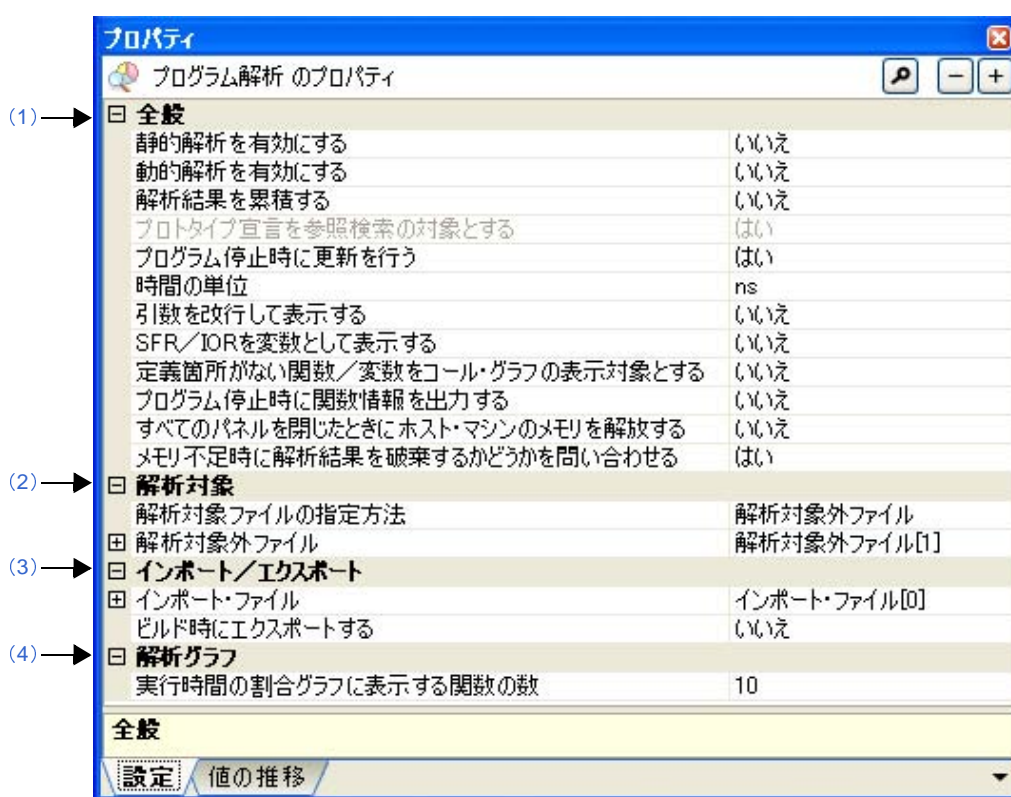 プロパティ
プログラム解析 のプロパティ
(1) 全般
静的解析を有効にする いいえ
動的解析を有効にする いいえ
解析結果を累積する いいえ
プロトタイプ宣言を参照検索の対象とする はい
プログラム停止時に更新を行う はい
時間の単位 ns
引数を改行して表示する いいえ
SFR／IORを変数として表示する いいえ
定義箇所がない関数／変数をコール・グラフの表示対象とする いいえ
プログラム停止時に関数情報を出力する いいえ
すべてのパネルを閉じたときにホスト・マシンのメモリを解放する いいえ
メモリ不足時に解析結果を破棄するかどうかを問い合わせる はい
(2) 解析対象
解析対象ファイルの指定方法 解析対象外ファイル
解析対象外ファイル 解析対象外ファイル[1]
(3) インポート／エクスポート
インポート・ファイル インポート・ファイル[0]
ビルド時にエクスポートする いいえ
(4) 解析グラフ
実行時間の割合グラフに表示する関数の数 10
全般
設定 値の推移